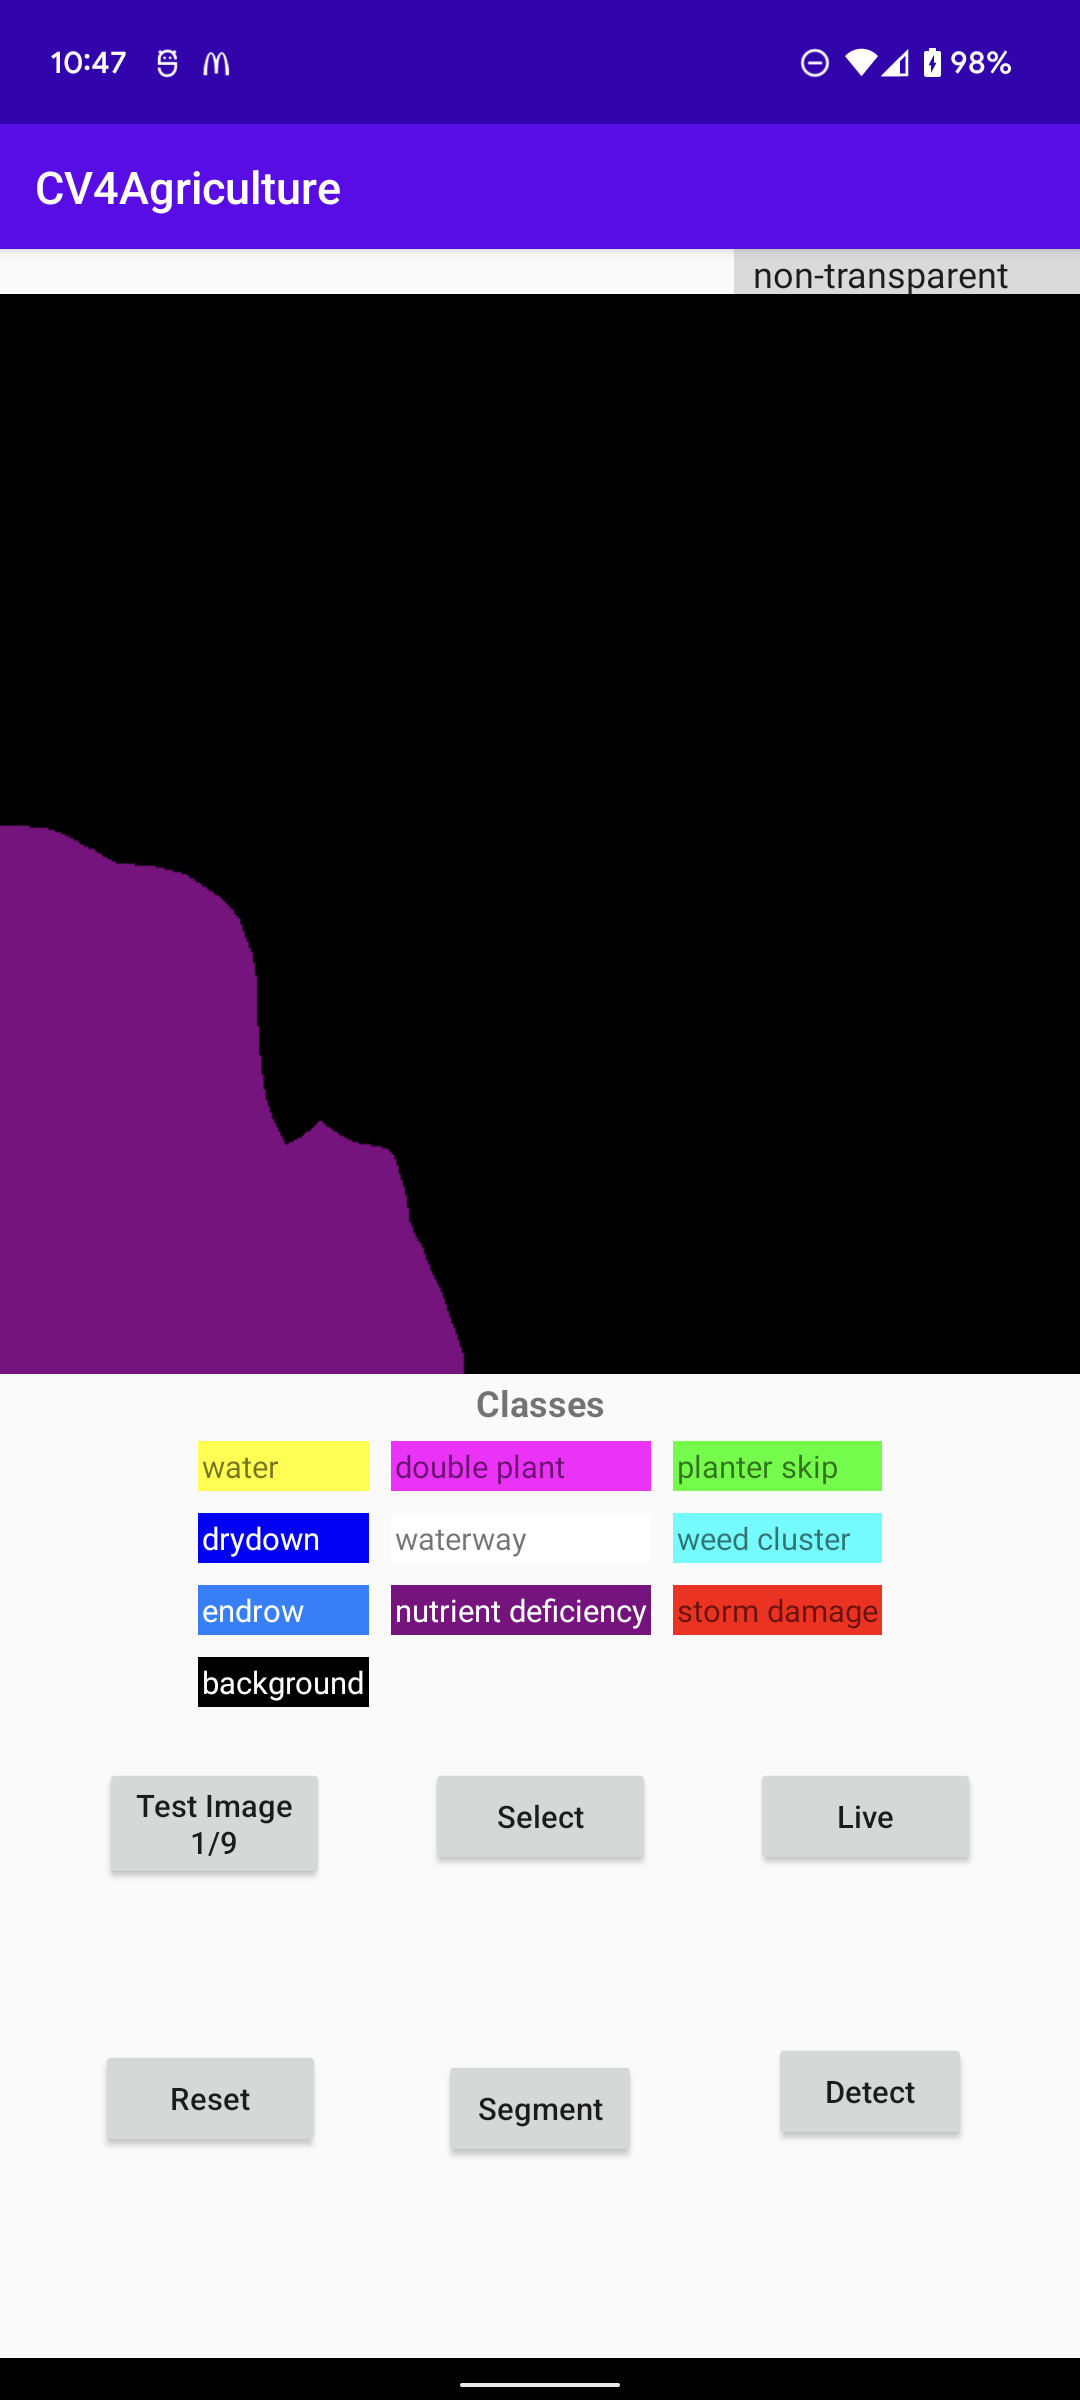 10:47
98%
CV4Agriculture
non-transparent
Classes
water double plant planter skip
drydown waterway weed cluster
endrow nutrient deficiency storm damage
background
Test Image
1/9
Select
Live
Reset
Segment
Detect